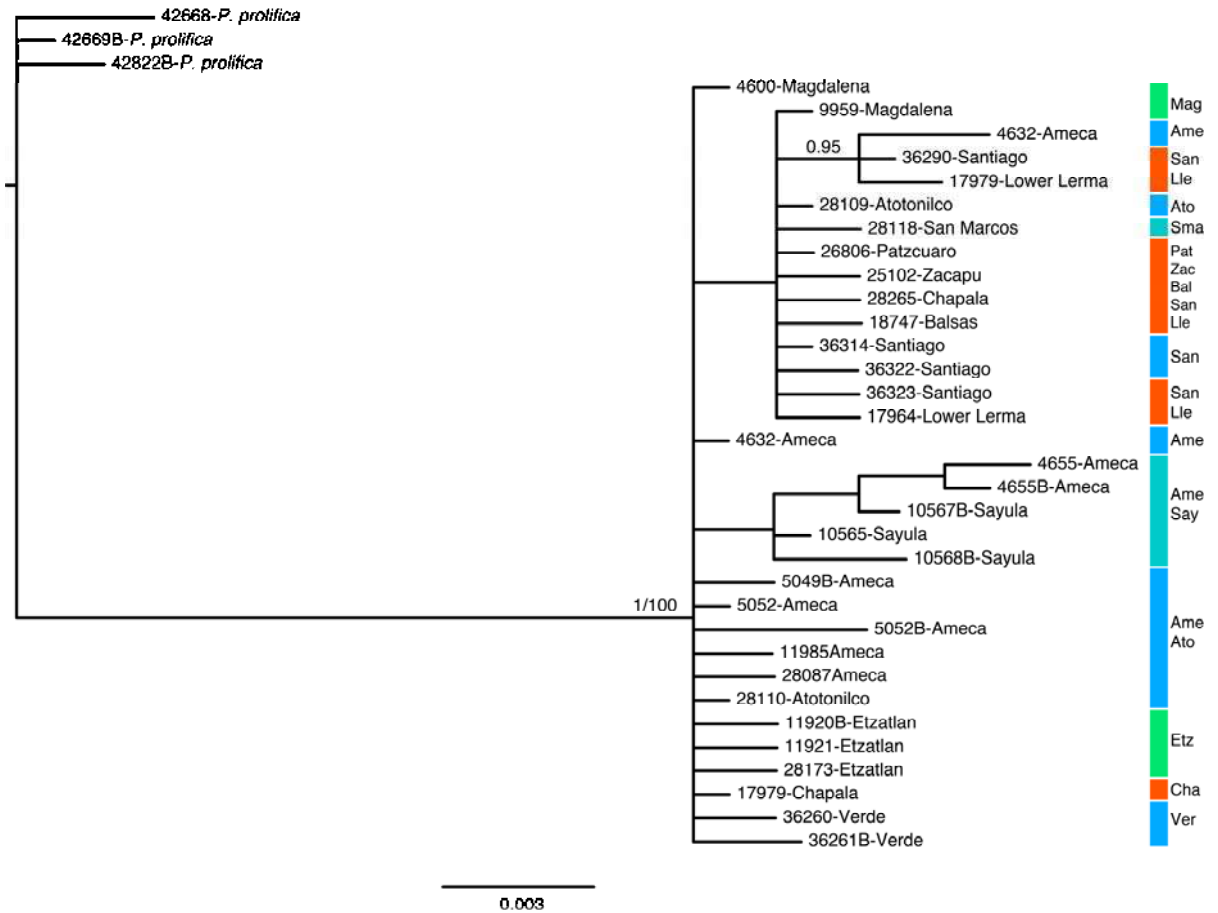 42668-P. prolifica
42669B-P. prolifica
42822B-P. prolifica
4600-Magdalena
9959-Magdalena
4632-Ameca
0.95
36290-Santiago
17979-Lower Lerma
28109-Atotonilco
28118-San Marcos
26806-Patzcuaro
25102-Zacapu
28265-Chapala
18747-Balsas
36314-Santiago
36322-Santiago
36323-Santiago
17964-Lower Lerma
4632-Ameca
4655-Ameca
4655B-Ameca
10567B-Sayula
10565-Sayula
10568B-Sayula
5049B-Ameca
1/100
5052-Ameca
5052B-Ameca
11985Ameca
28087Ameca
28110-Atotonilco
11920B-Etzatlan
11921-Etzatlan
28173-Etzatlan
17979-Chapala
36260-Verde
36261B-Verde
Mag
Ame
San
Lle
Ato
Sma
Pat
Zac
Bal
San
Lle
San
San
Lle
Ame
Ame
Say
Ame
Ato
Etz
Cha
Ver
0.003